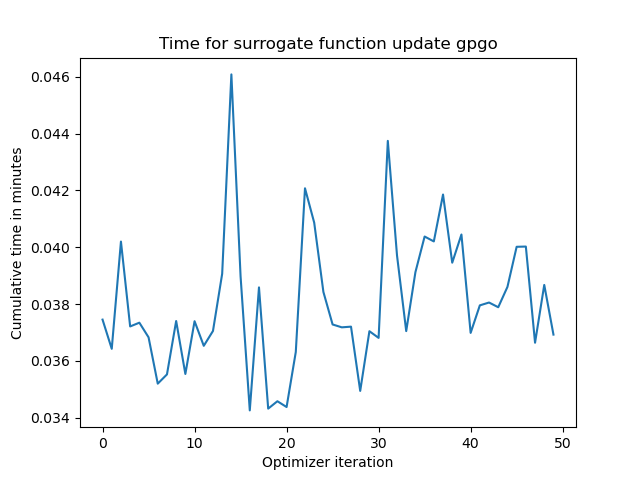 Time for surrogate function update gpgo
0.046
0.044
0.042
0.040
0.038
0.036
0.034
Cumulative time in minutes
0 10 20 30 40 50
Optimizer iteration